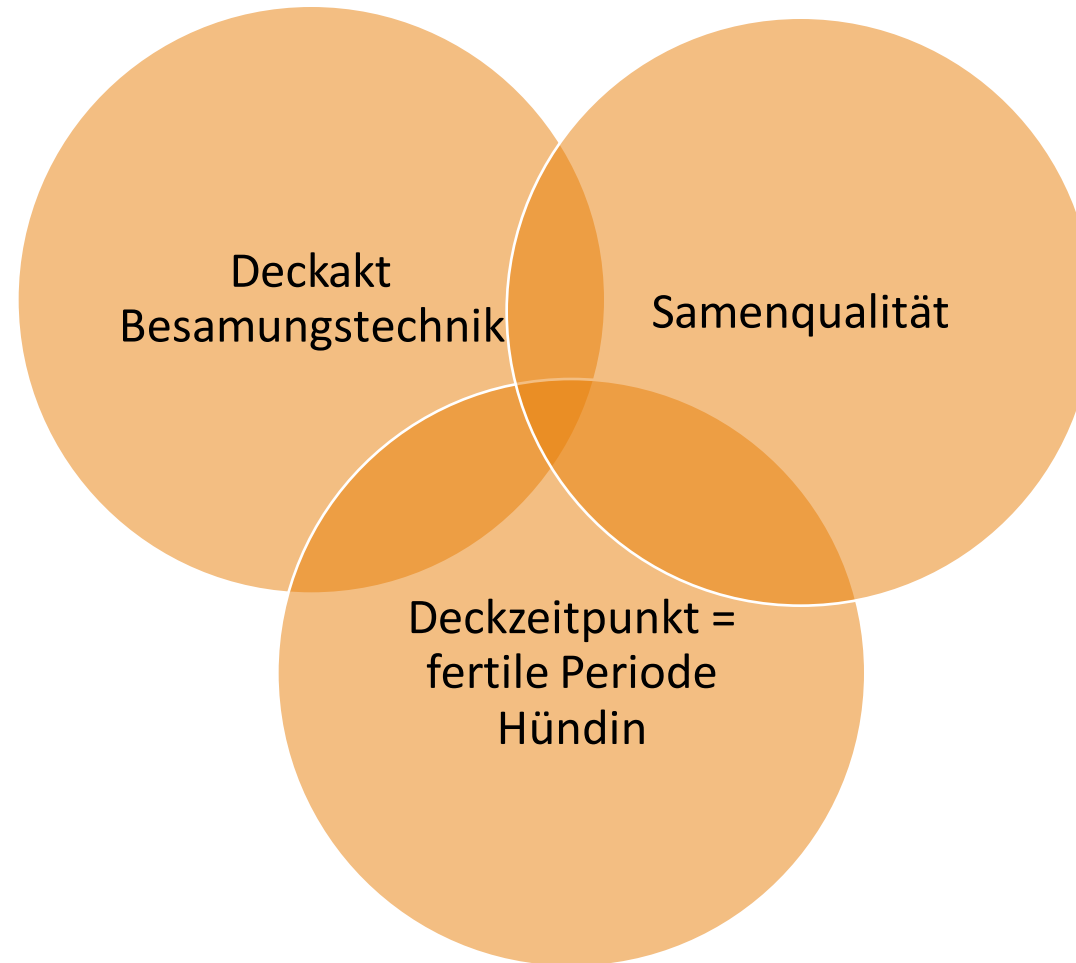 Deckakt
Besamungstechnik
Samenqualität
Deckzeitpunkt =
fertile Periode
Hündin